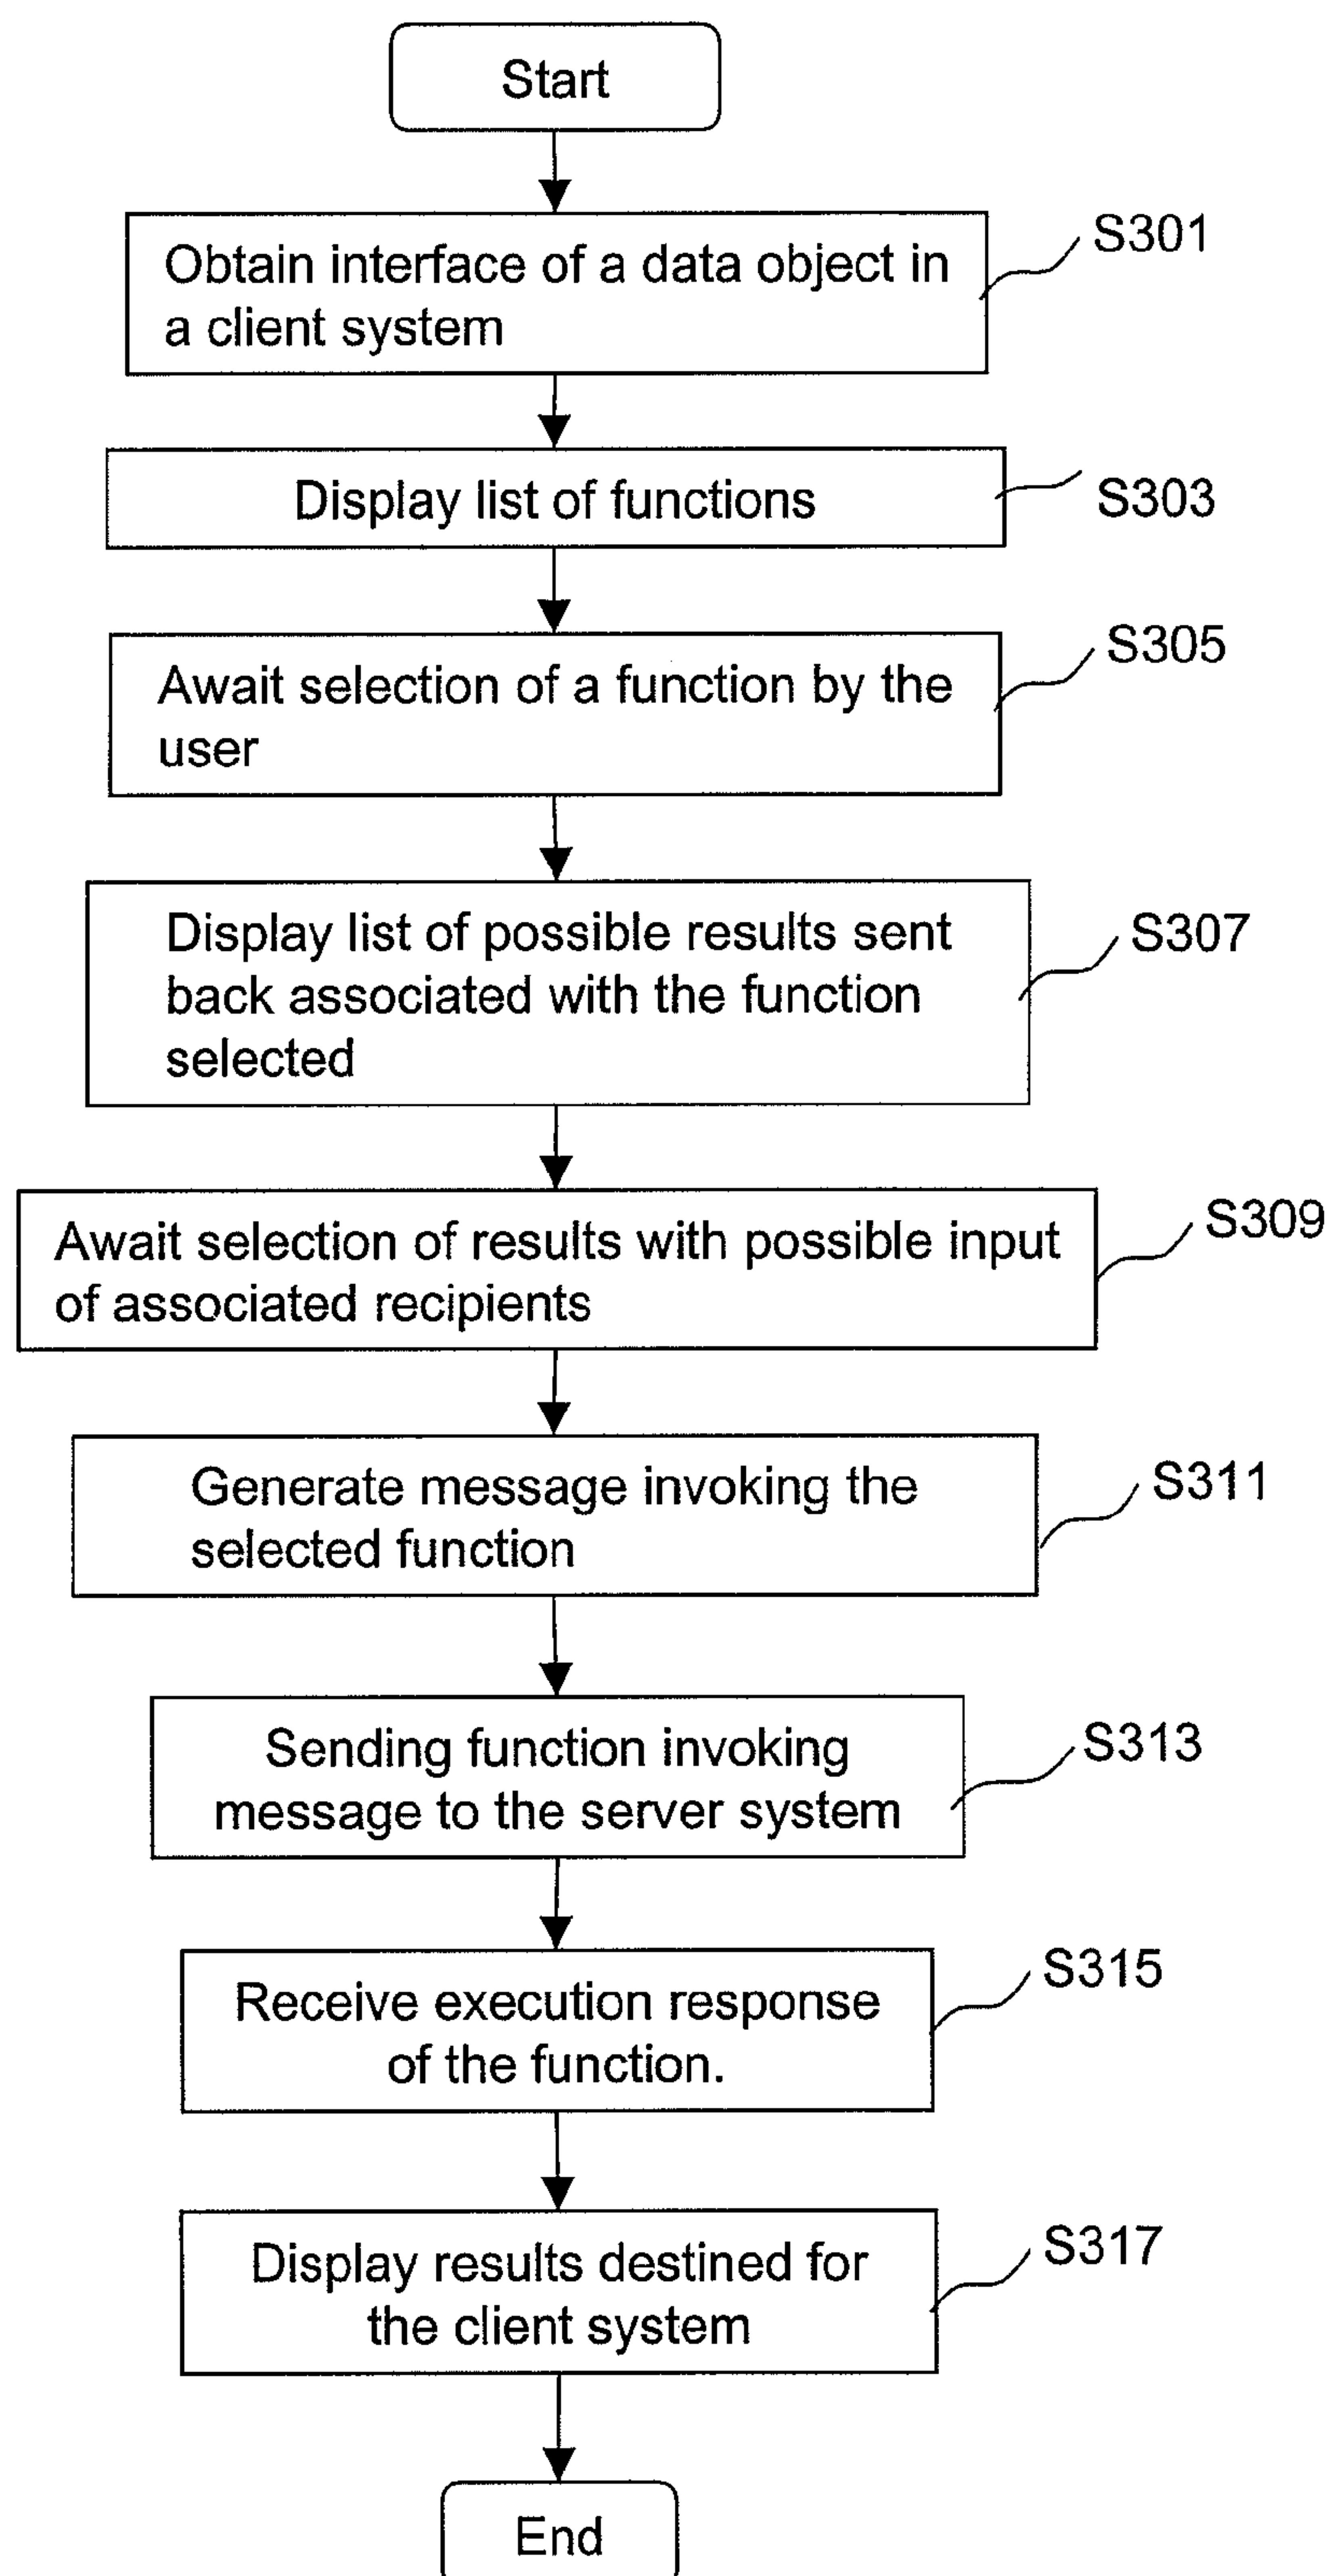 Start
Obtain interface of a data object in
a client system
S301
Display list of functions
S303
Await selection of a function by the
user
S305
Display list of possible results sent
back associated with the function
selected
S307
Await selection of results with possible input
of associated recipients
S309
Generate message invoking the
selected function
S311
Sending function invoking
message to the server system
S313
Receive execution response
of the function.
S315
Display results destined for
the client system
S317
End